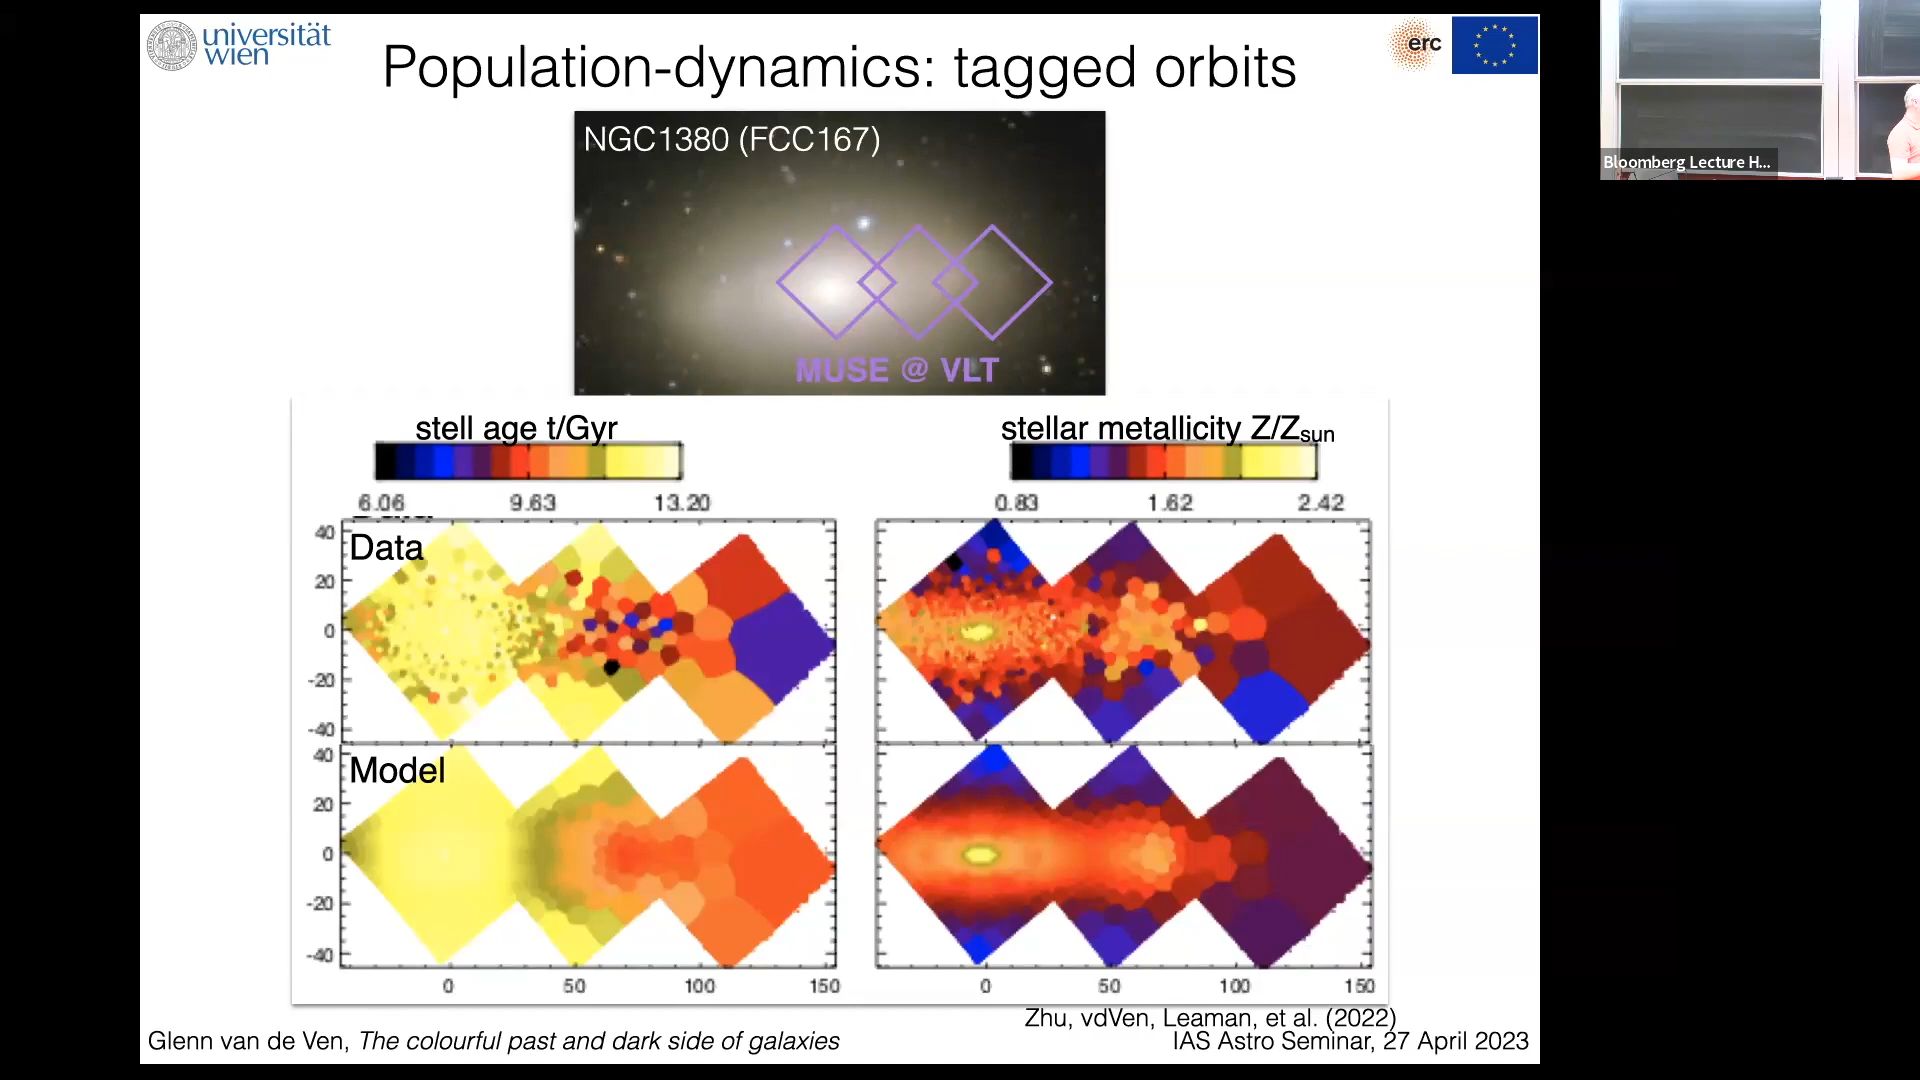 universität
wien
Population-dynamics: tagged orbits
erc
NGC1380 (FCC167)
MUSE @ VLT
Bloomberg Lecture H...
stell age t/Gyr
6.06 9.63 13.20
stellar metallicity Z/Zsun
0.83 1.62 2.42
Data
40
20
0
-20
-40
Model
40
20
0
-20
-40
0 50 100 150
0 50 100 150
Zhu, vdVen, Leaman, et al. (2022)
Glenn van de Ven, The colourful past and dark side of galaxies
IAS Astro Seminar, 27 April 2023